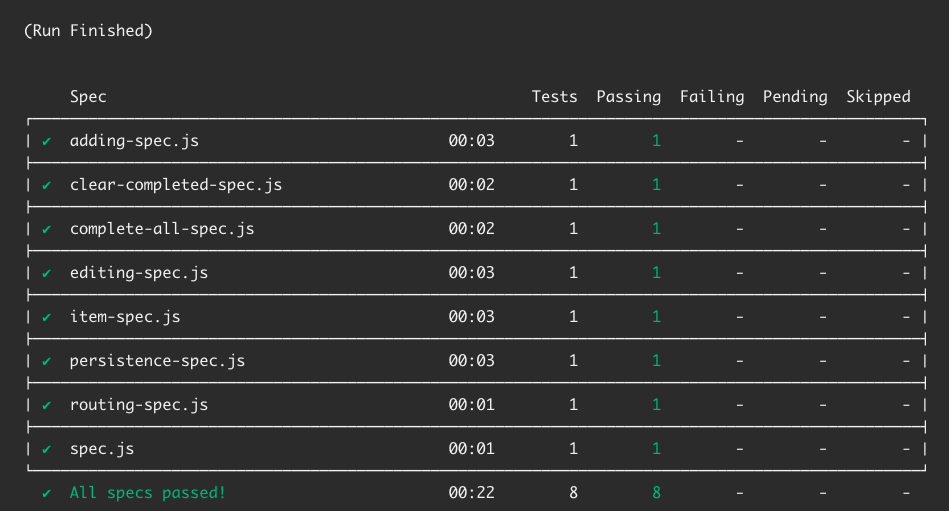 (Run Finished)
Spec Tests Passing Failing Pending Skipped
✔ adding-spec.js 00:03 1 1 - - -
✔ clear-completed-spec.js 00:02 1 1 - - -
✔ complete-all-spec.js 00:02 1 1 - - -
✔ editing-spec.js 00:03 1 1 - - -
✔ item-spec.js 00:03 1 1 - - -
✔ persistence-spec.js 00:03 1 1 - - -
✔ routing-spec.js 00:01 1 1 - - -
✔ spec.js 00:01 1 1 - - -
✔ All specs passed! 00:22 8 8 - - -